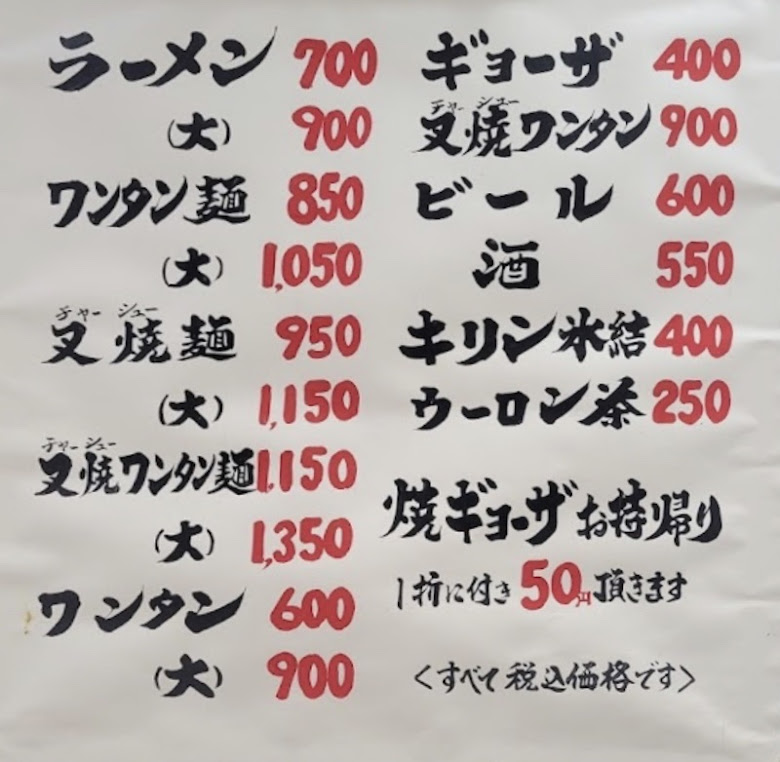 ラーメン 700
(大) 900
ワンタン麺 850
(大) 1,050
チャーシュー
叉焼麺 950
(大) 1,150
チャーシュー
叉焼ワンタン麺 1,150
(大) 1,350
ワンタン 600
(大) 900
ギョーザ 400
チャーシュー
叉焼ワンタン 900
ビール 600
酒 550
キリン氷結 400
ウーロン茶 250
焼ギョーザお持帰り
1折に付き50円頂きます
<すべて税込価格です>